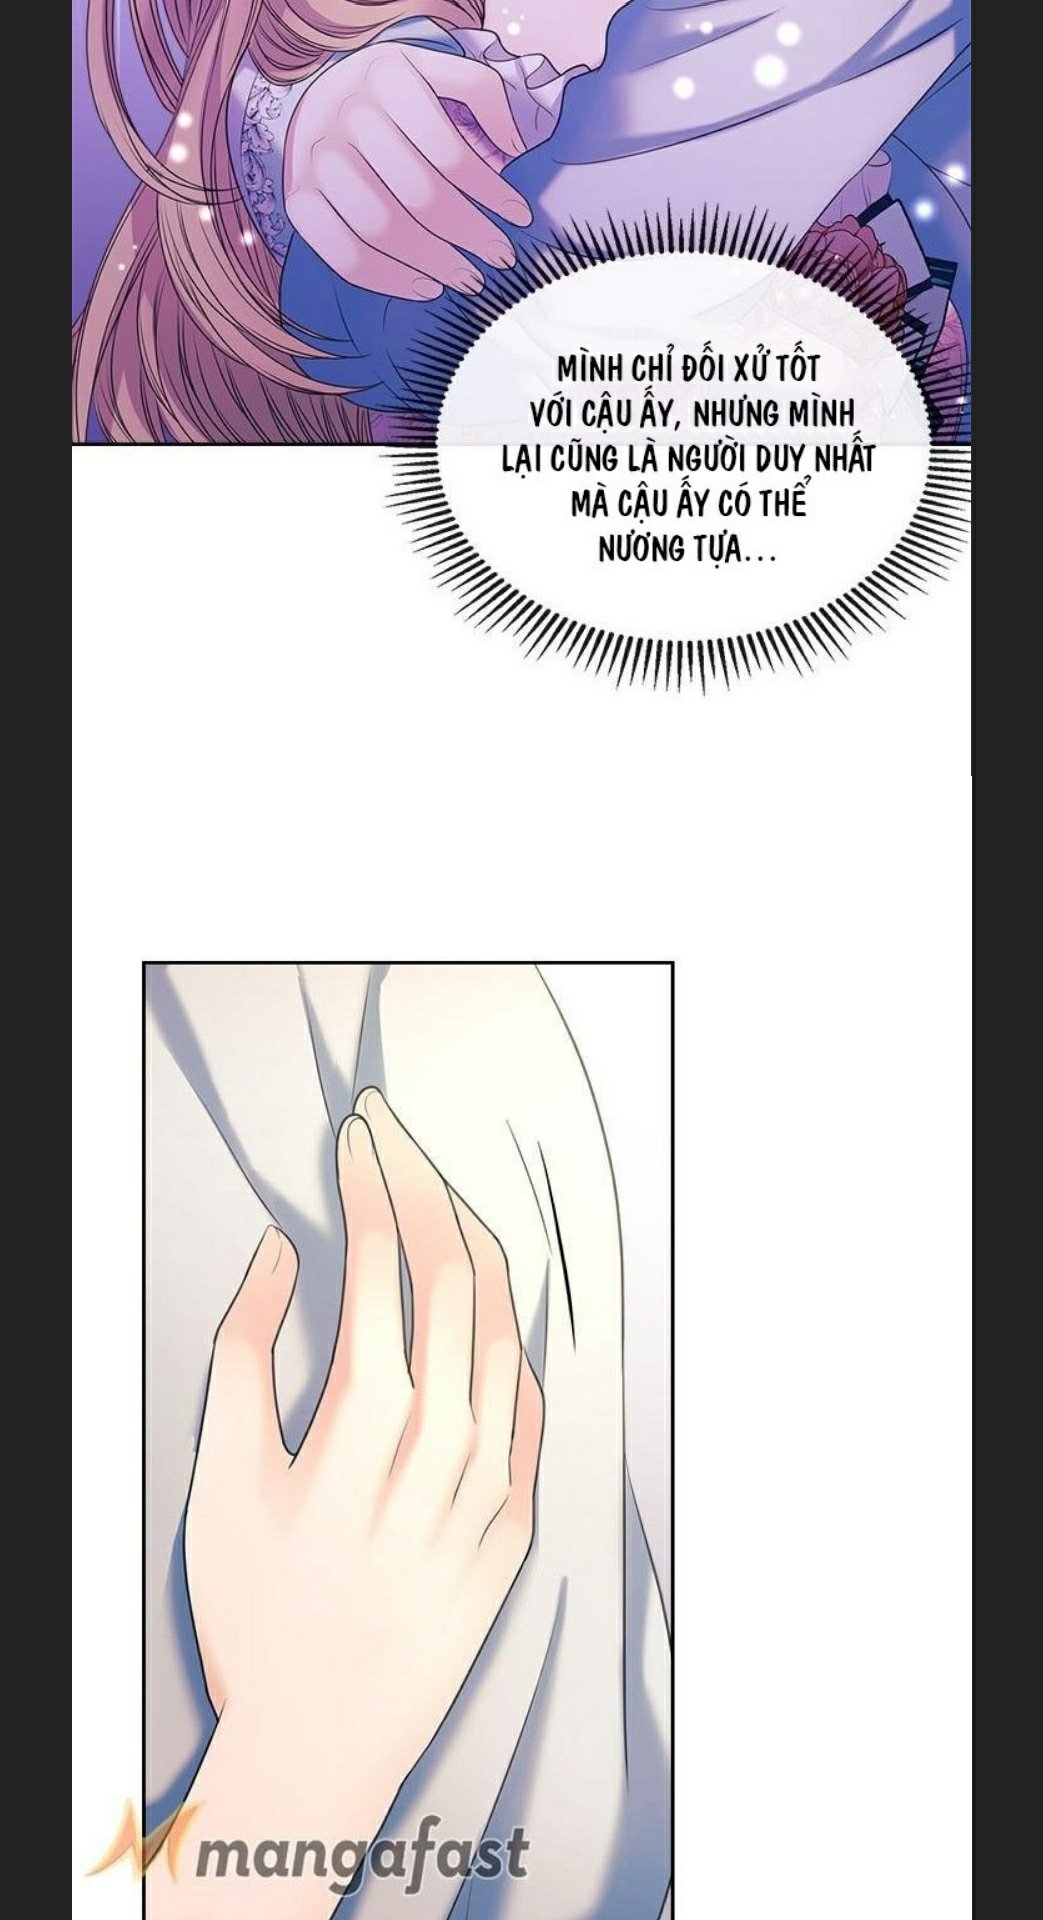 MÌNH CHỈ ĐỐI XỬ TỐT
VỚI CẬU ẤY, NHƯNG MÌNH
LẠI CŨNG LÀ NGƯỜI DUY NHẤT
MÀ CẬU ẤY CÓ THỂ
NƯƠNG TỰA...
mangafast